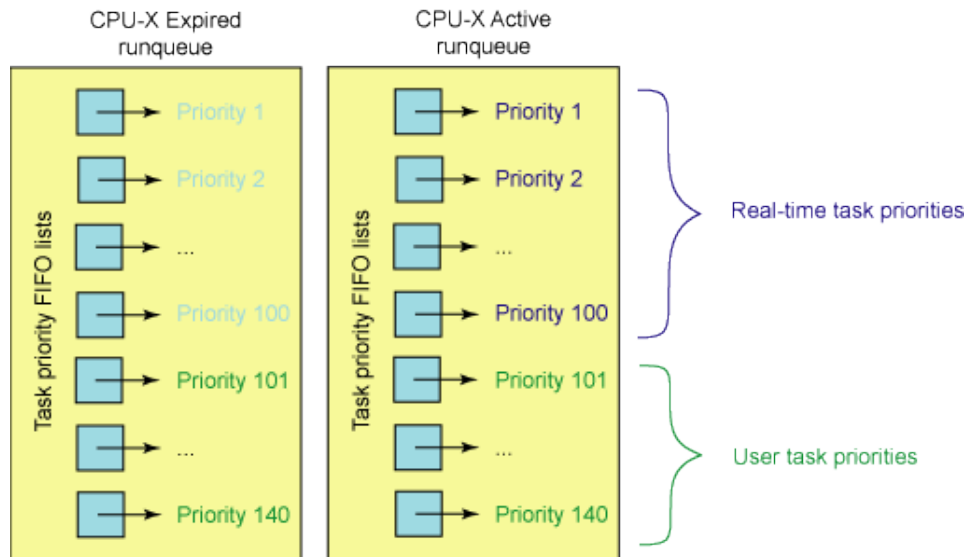 CPU-X Expired
runqueue
Task priority FIFO lists
Priority 1
Priority 2
...
Priority 100
Priority 101
...
Priority 140
CPU-X Active
runqueue
Task priority FIFO lists
Priority 1
Priority 2
...
Priority 100
Priority 101
...
Priority 140
Real-time task priorities
User task priorities